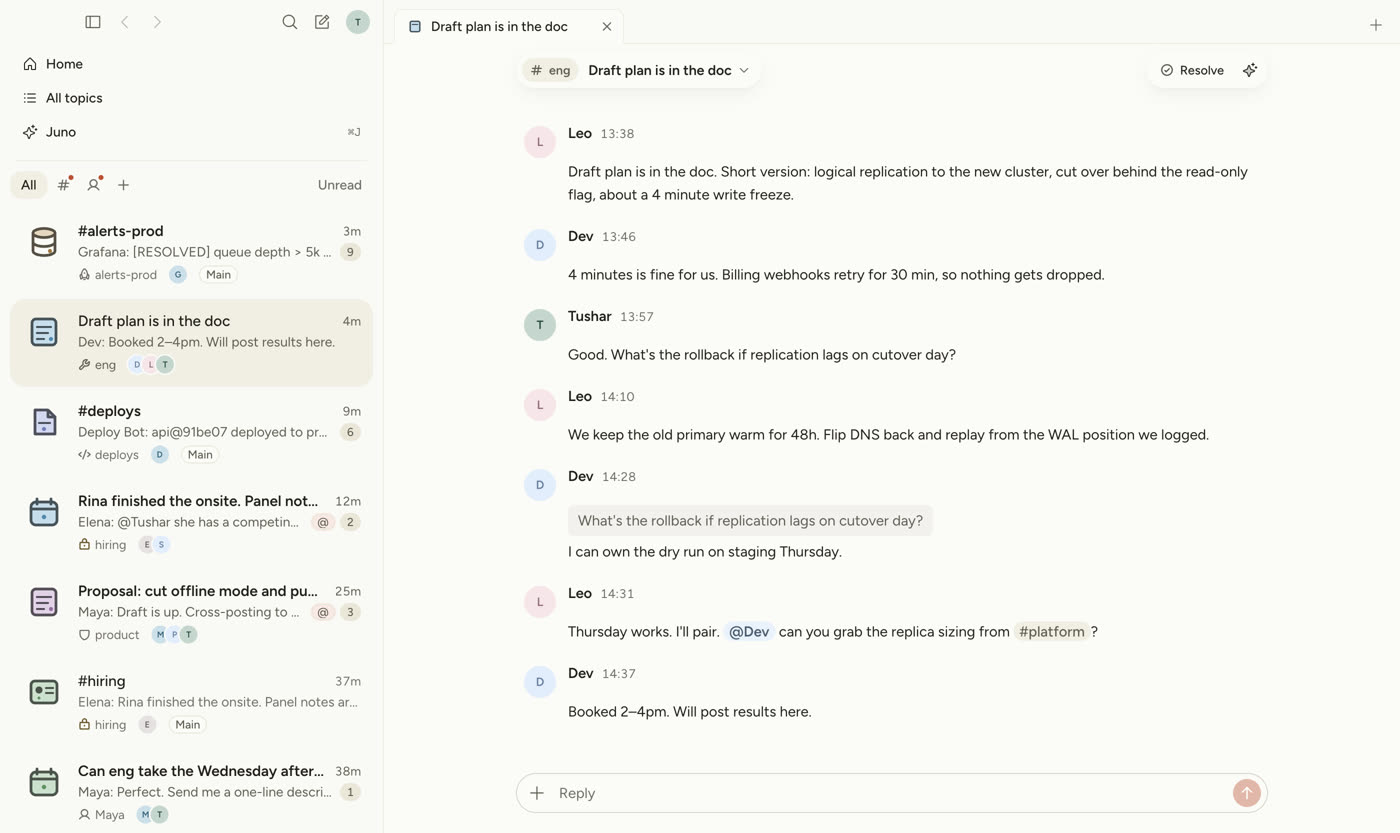 T
Home
All topics
Juno
⌘J
All
Unread
#alerts-prod 3m
Grafana: [RESOLVED] queue depth > 5k ... 9
alerts-prod G Main
Draft plan is in the doc 4m
Dev: Booked 2–4pm. Will post results here.
eng D L T
#deploys 9m
Deploy Bot: api@91be07 deployed to pr... 6
deploys D Main
Rina finished the onsite. Panel not... 12m
Elena: @Tushar she has a competin... @ 2
hiring E S
Proposal: cut offline mode and pu... 25m
Maya: Draft is up. Cross-posting to ... @ 3
product M P T
#hiring 37m
Elena: Rina finished the onsite. Panel notes ar...
hiring E Main
Can eng take the Wednesday after... 38m
Maya: Perfect. Send me a one-line descri... 1
Maya M T
Draft plan is in the doc
# eng Draft plan is in the doc
Resolve
L Leo 13:38
Draft plan is in the doc. Short version: logical replication to the new cluster, cut over behind the read-only
flag, about a 4 minute write freeze.
D Dev 13:46
4 minutes is fine for us. Billing webhooks retry for 30 min, so nothing gets dropped.
T Tushar 13:57
Good. What's the rollback if replication lags on cutover day?
L Leo 14:10
We keep the old primary warm for 48h. Flip DNS back and replay from the WAL position we logged.
D Dev 14:28
What's the rollback if replication lags on cutover day?
I can own the dry run on staging Thursday.
L Leo 14:31
Thursday works. I'll pair. @Dev can you grab the replica sizing from #platform ?
D Dev 14:37
Booked 2–4pm. Will post results here.
Reply